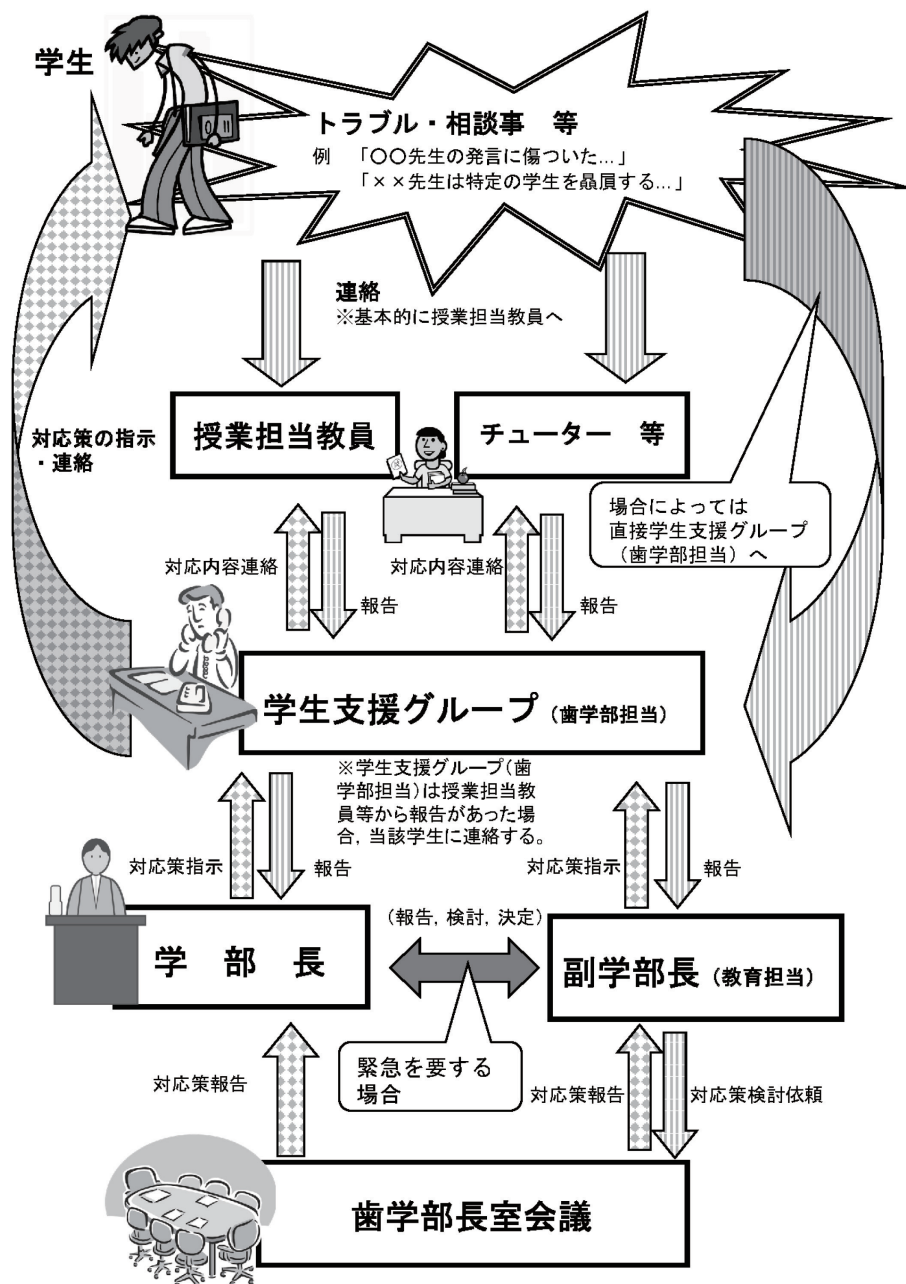 学生
トラブル・相談事 等
例 「〇〇先生の発言に傷ついた…」
「××先生は特定の学生を贔屓する…」
連絡
※基本的に授業担当教員へ
授業担当教員
チューター 等
対応策の指示
・連絡
場合によっては
直接学生支援グループ
（歯学部担当）へ
対応内容連絡
報告
対応内容連絡
報告
学生支援グループ（歯学部担当）
※学生支援グループ（歯
学部担当）は授業担当教
員等から報告があった場
合，当該学生に連絡する。
対応策指示
報告
対応策指示
報告
（報告，検討，決定）
学 部 長
副学部長（教育担当）
緊急を要する
場合
対応策報告
対応策報告
対応策検討依頼
歯学部長室会議